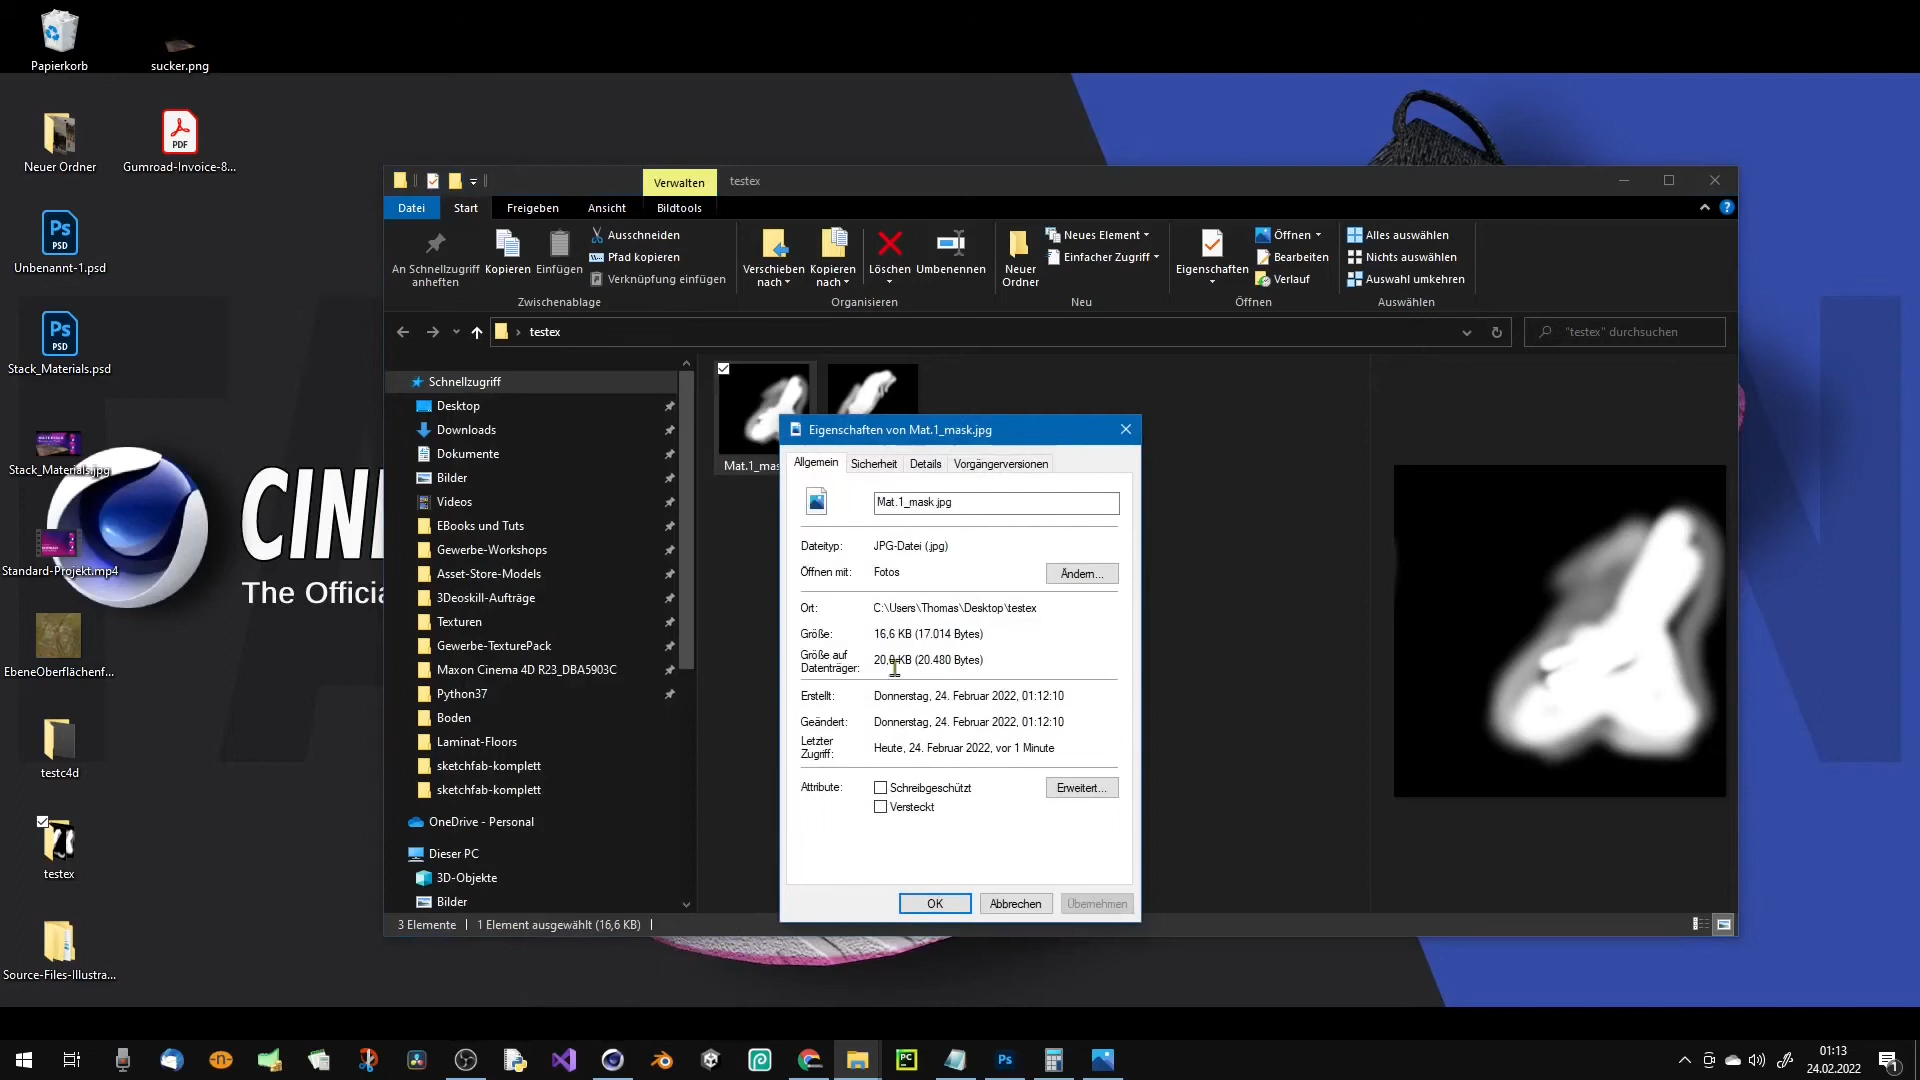 Papierkorb
sucker.png
Neuer Ordner
Gumroad-Invoice-8...
Unbenannt-1.psd
Stack_Materials.psd
Stack_Materials.jpg
Standard-Projekt.mp4
EbeneOberflächenf...
testc4d
testex
Source-Files-Illustra...
The Officia
Verwalten
testex
Datei
Start
Freigeben
Ansicht
Bildtools
An Schnellzugriff anheften
Kopieren
Einfügen
Ausschneiden
Pfad kopieren
Verknüpfung einfügen
Zwischenablage
Verschieben nach
Kopieren nach
Löschen
Umbenennen
Organisieren
Neuer Ordner
Neues Element
Einfacher Zugriff
Neu
Eigenschaften
Öffnen
Bearbeiten
Verlauf
Öffnen
Alles auswählen
Nichts auswählen
Auswahl umkehren
Auswählen
testex
"testex" durchsuchen
Schnellzugriff
Desktop
Downloads
Dokumente
Bilder
Videos
EBooks und Tuts
Gewerbe-Workshops
Asset-Store-Models
3Deoskill-Aufträge
Texturen
Gewerbe-TexturePack
Maxon Cinema 4D R23_DBA5903C
Python37
Boden
Laminat-Floors
sketchfab-komplett
sketchfab-komplett
OneDrive - Personal
Dieser PC
3D-Objekte
Bilder
Mat.1_mas
Eigenschaften von Mat.1_mask.jpg
Allgemein
Sicherheit
Details
Vorgängerversionen
Mat.1_mask.jpg
Dateityp: JPG-Datei (.jpg)
Öffnen mit: Fotos
Ändern...
Ort: C:\Users\Thomas\Desktop\testex
Größe: 16,6 KB (17.014 Bytes)
Größe auf Datenträger: 20,0 KB (20.480 Bytes)
Erstellt: Donnerstag, 24. Februar 2022, 01:12:10
Geändert: Donnerstag, 24. Februar 2022, 01:12:10
Letzter Zugriff: Heute, 24. Februar 2022, vor 1 Minute
Attribute:
Schreibgeschützt
Versteckt
Erweitert...
OK
Abbrechen
Übernehmen
3 Elemente
1 Element ausgewählt (16,6 KB)
01:13
24.02.2022